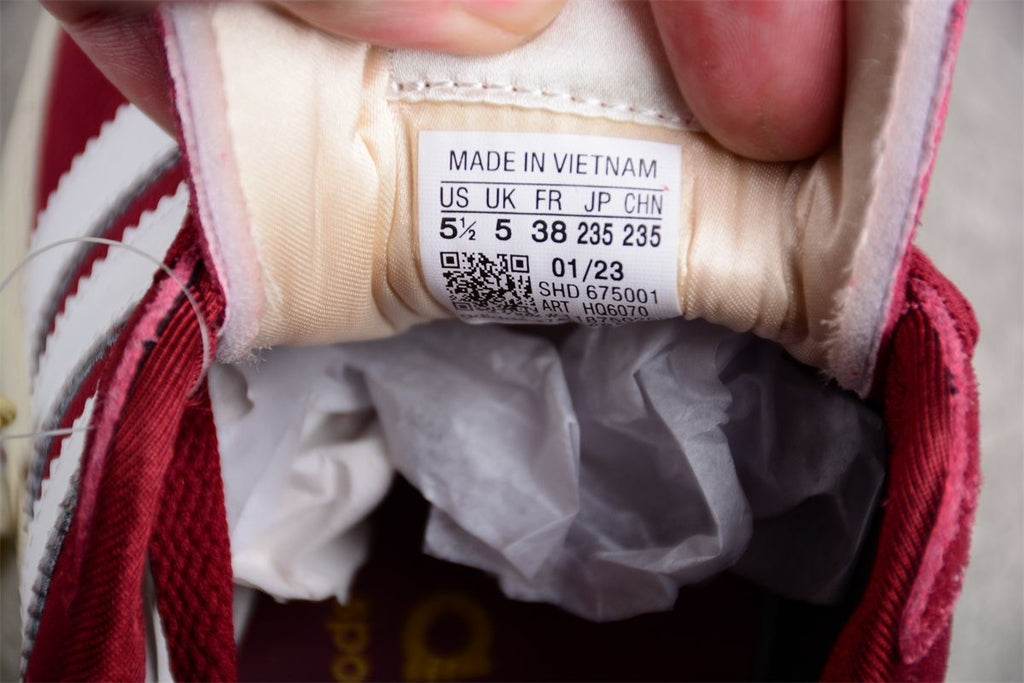 MADE IN VIETNAM
US UK FR JP CHN
5½ 5 38 235 235
01/23
SHD 675001
ART HQ6070